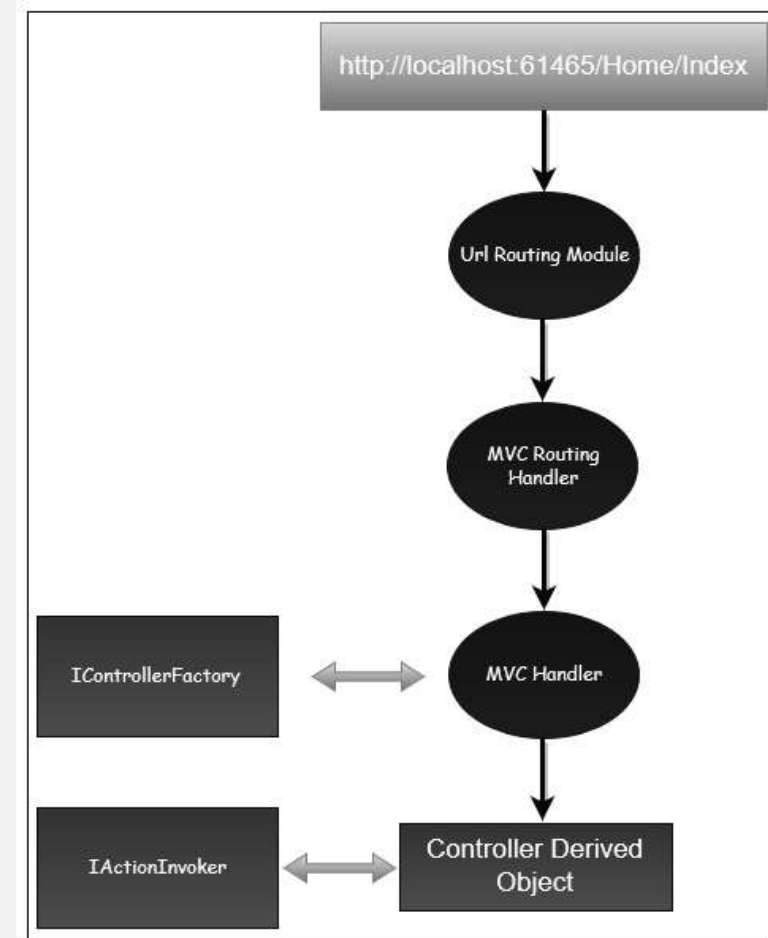 http://localhost:61465/Home/Index
Url Routing Module
MVC Routing
Handler
IControllerFactory
MVC Handler
IActionInvoker
Controller Derived
Object